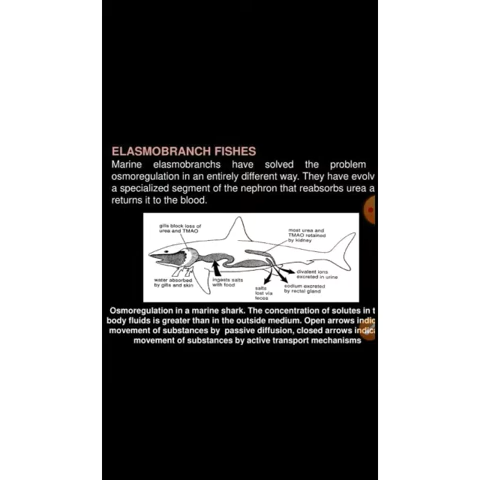 ELASMOBRANCH FISHES
Marine elasmobranchs have solved the problem
osmoregulation in an entirely different way. They have evolv
a specialized segment of the nephron that reabsorbs urea a
returns it to the blood.
gills block loss of
urea and TMAO
most urea and
TMAO retained
by kidney
water absorbed
by gills and skin
ingests salts
with food
salts
lost via
feces
divalent ions
excreted in urine
sodium excreted
by rectal gland
Osmoregulation in a marine shark. The concentration of solutes in t
body fluids is greater than in the outside medium. Open arrows indic
movement of substances by passive diffusion, closed arrows indic
movement of substances by active transport mechanisms